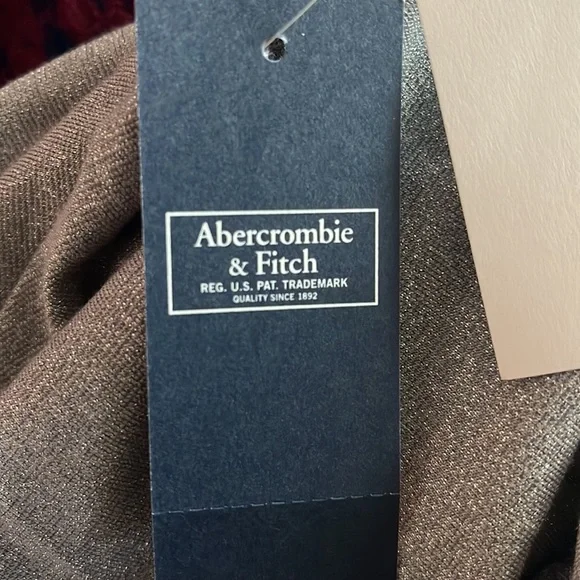 Abercrombie
& Fitch
REG. U.S. PAT. TRADEMARK
QUALITY SINCE 1892